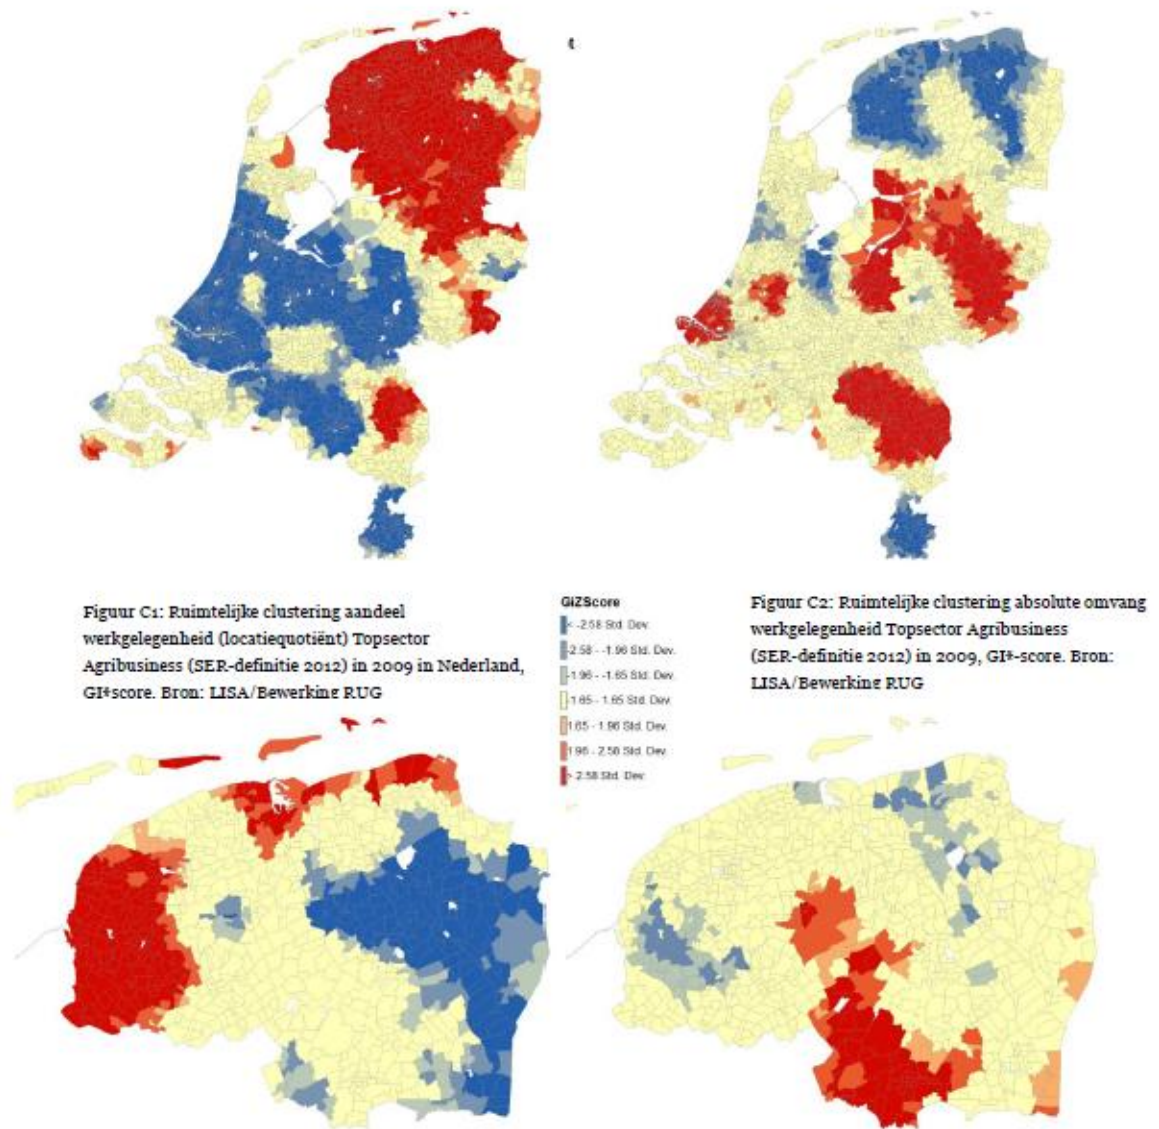 Figuur C1: Ruimtelijke clustering aandeel
werkgelegenheid (locatiequotiënt) Topsector
Agribusiness (SER-definitie 2012) in 2009 in Nederland,
GI*score. Bron: LISA/Bewerking RUG
GiZScore
< -2.58 Std. Dev.
-2.58 - -1.96 Std. Dev.
-1.96 - -1.65 Std. Dev.
-1.65 - 1.65 Std. Dev.
1.65 - 1.96 Std. Dev.
1.96 - 2.58 Std. Dev.
> 2.58 Std. Dev.
Figuur C2: Ruimtelijke clustering absolute omvang
werkgelegenheid Topsector Agribusiness
(SER-definitie 2012) in 2009, GI*-score. Bron:
LISA/Bewerking RUG